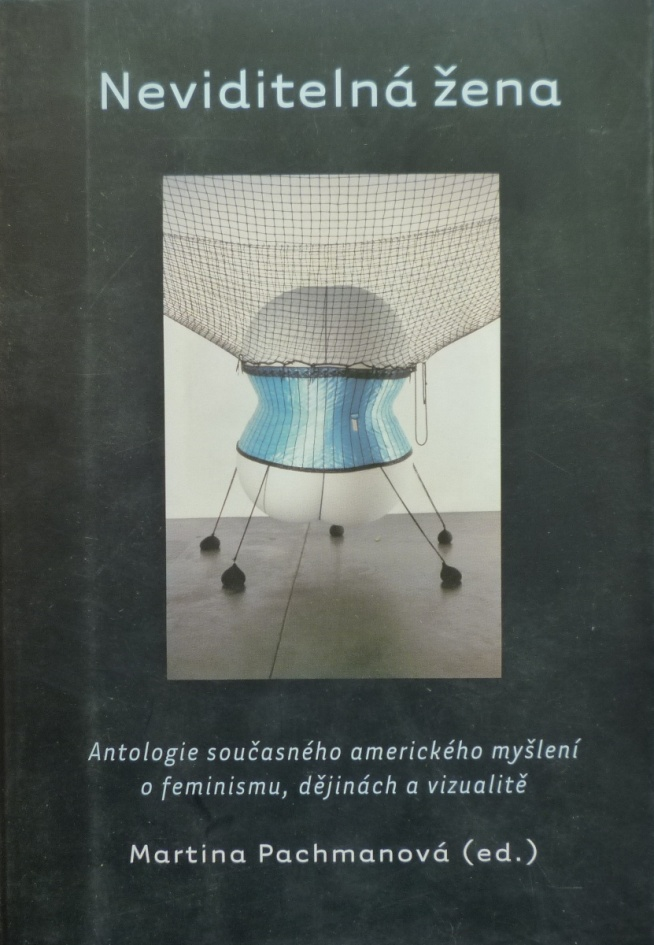 Neviditelná žena
Antologie současného amerického myšlení
o feminismu, dějinách a vizualitě
Martina Pachmanová (ed.)